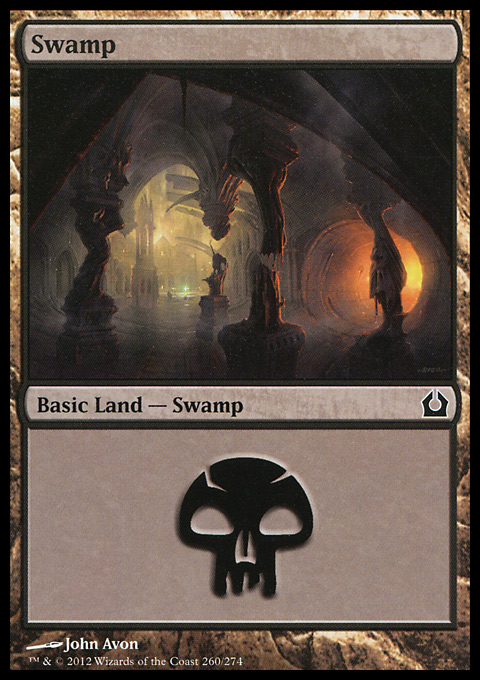 Swamp
Basic Land — Swamp
John Avon
™ & © 2012 Wizards of the Coast 260/274